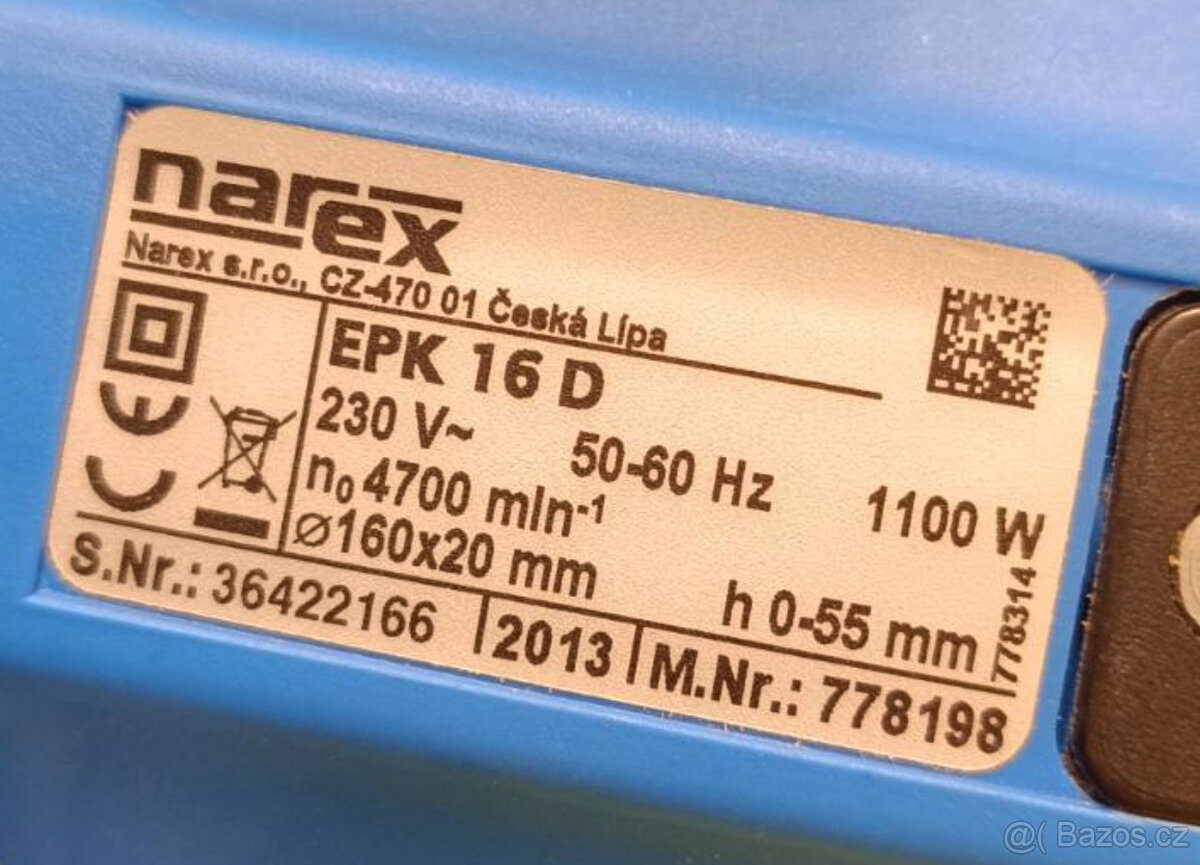 narex
Narex s.r.o., CZ-470 01 Česká Lípa
EPK 16 D
230 V~ 50-60 Hz 1100 W
n₀ 4700 min⁻¹
⌀160x20 mm h 0-55 mm
778314
S.Nr.: 36422166 2013 M.Nr.: 778198
CE
@( Bazos.cz